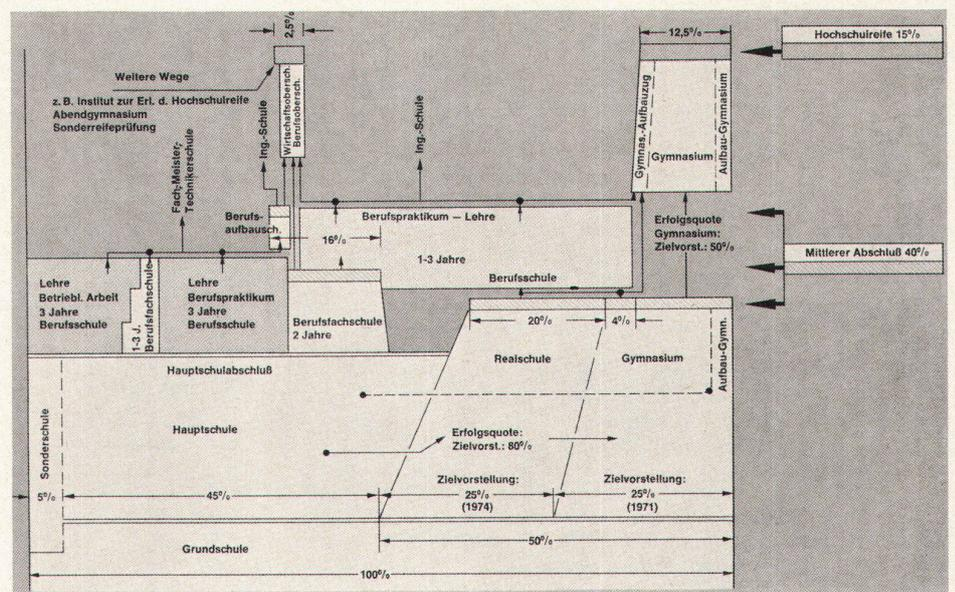 2,5%
12,5%
Hochschulreife 15%
Weitere Wege
z. B. Institut zur Erl. d. Hochschulreife
Abendgymnasium
Sonderreifeprüfung
Wirtschaftsobersch.
Berufsobersch.
Ing.-Schule
Ing.-Schule
Fach-, Meister-,
Technikerschule
Gymnas.-Aufbauzug
Gymnasium
Aufbau-Gymnasium
Berufs-
aufbausch.
Berufspraktikum — Lehre
16%
1-3 Jahre
Berufsschule
Erfolgsquote
Gymnasium:
Zielvorst.: 50%
Mittlerer Abschluß 40%
Lehre
Betriebl. Arbeit
3 Jahre
Berufsschule
1-3 J.
Berufsfachschule
Lehre
Berufspraktikum
3 Jahre
Berufsschule
Berufsfachschule
2 Jahre
20%
4%
Realschule
Gymnasium
Aufbau-Gymn.
Hauptschulabschluß
Sonderschule
Hauptschule
Erfolgsquote:
Zielvorst.: 80%
5%
45%
Zielvorstellung:
25%
(1974)
Zielvorstellung:
25%
(1971)
Grundschule
50%
100%